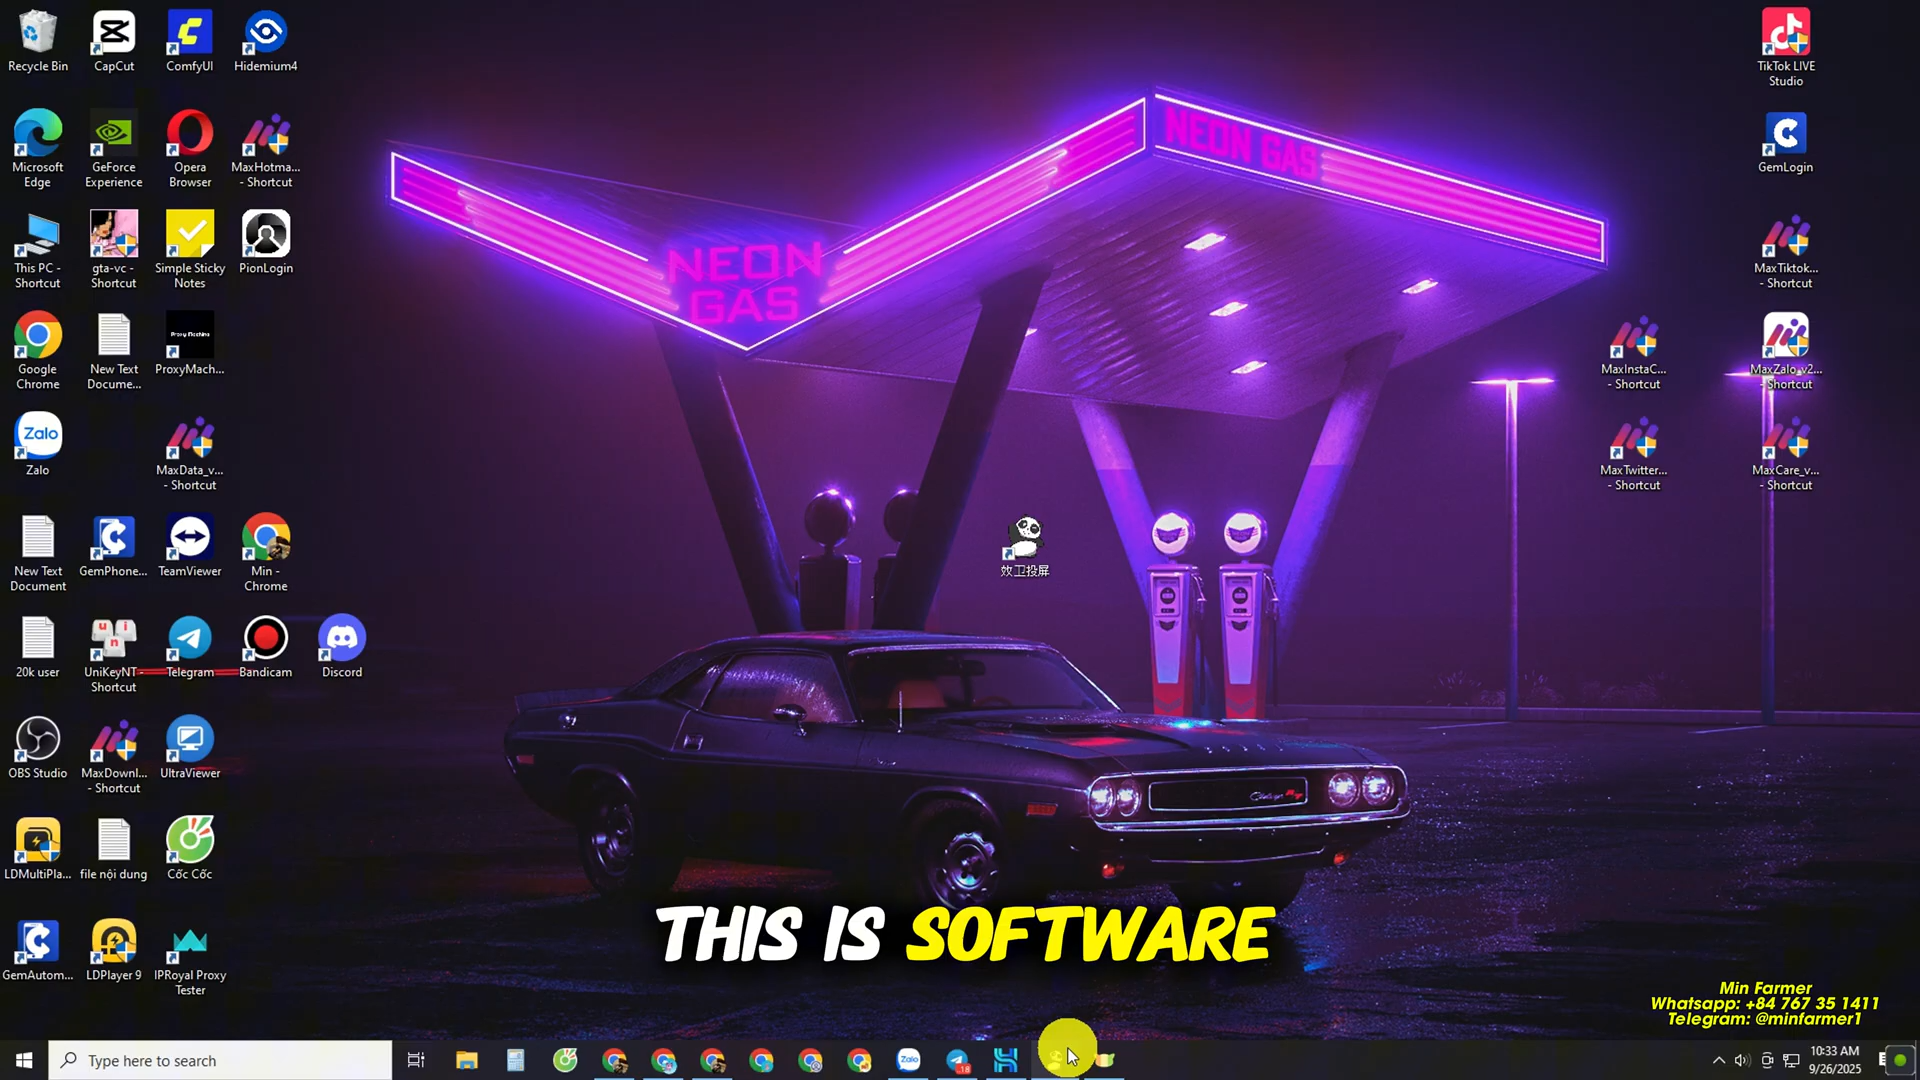 NEON GAS
NEON
GAS
Recycle Bin
CapCut
ComfyUI
Hidemium4
TikTok LIVE
Studio
Microsoft
Edge
GeForce
Experience
Opera
Browser
MaxHotma...
- Shortcut
GemLogin
This PC -
Shortcut
gta-vc -
Shortcut
Simple Sticky
Notes
PionLogin
MaxTiktok...
- Shortcut
Google
Chrome
New Text
Docume...
Proxy Machine
ProxyMach...
MaxInstaC...
- Shortcut
MaxZalo_v2...
- Shortcut
Zalo
Zalo
MaxData_v...
- Shortcut
MaxTwitter...
- Shortcut
MaxCare_v...
- Shortcut
New Text
Document
GemPhone...
TeamViewer
Min -
Chrome
效卫投屏
20k user
UniKeyNT -
Shortcut
Telegram
Bandicam
Discord
OBS Studio
MaxDownl...
- Shortcut
UltraViewer
LDMultiPla...
file nội dung
Cốc Cốc
GemAutom...
LDPlayer 9
IPRoyal Proxy
Tester
THIS IS SOFTWARE
Min Farmer
Whatsapp: +84 767 35 1411
Telegram: @minfarmer1
Type here to search
Zalo
10:33 AM
9/26/2025